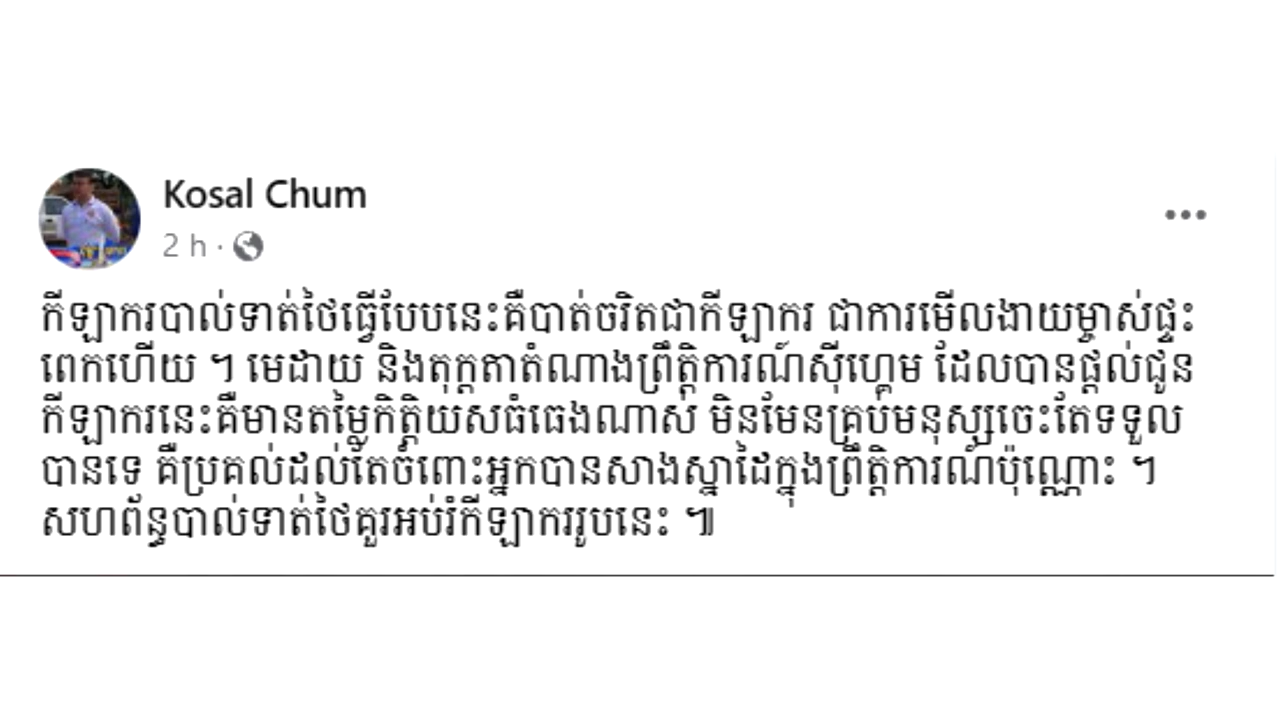 Kosal Chum
2 h ·
កីឡាករបាល់ទាត់ថៃធ្វើបែបនេះគឺបាត់ចរិតជាកីឡាករ ជាការមើលងាយម្ចាស់ផ្ទះ
ពេកហើយ ។ មេដាយ និងតុក្កតាតំណាងព្រឹត្តិការណ៍ស៊ីហ្គេម ដែលបានផ្តល់ជូន
កីឡាករនេះគឺមានតម្លៃកិត្តិយសធំធេងណាស់ មិនមែនគ្រប់មនុស្សចេះតែទទួល
បានទេ គឺប្រគល់ដល់តែចំពោះអ្នកបានសាងស្នាដៃក្នុងព្រឹត្តិការណ៍ប៉ុណ្ណោះ ។
សហព័ន្ធបាល់ទាត់ថៃគួរអប់រំកីឡាកររូបនេះ ៕